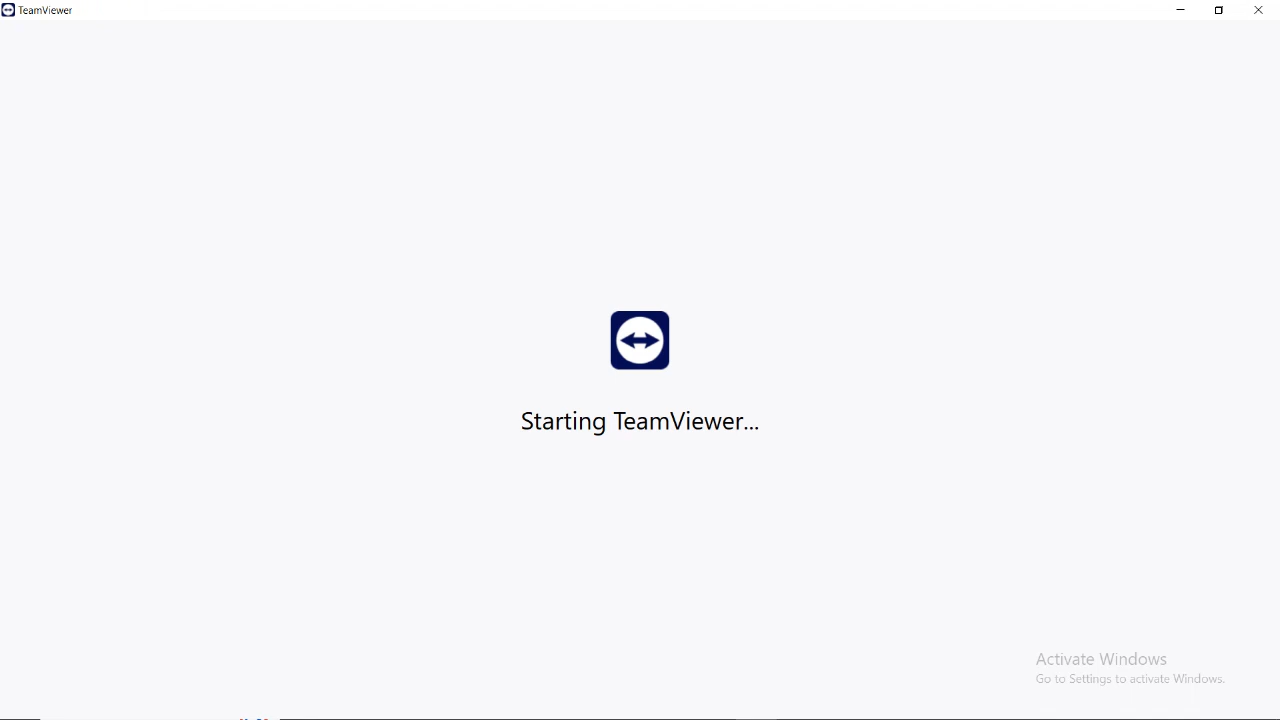 TeamViewer
Starting TeamViewer...
Activate Windows
Go to Settings to activate Windows.